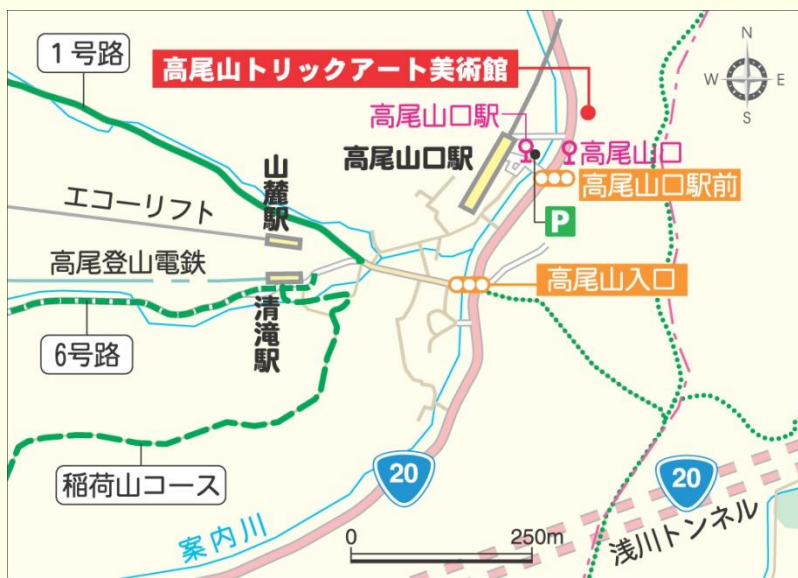 1号路
高尾山トリックアート美術館
N
W
E
S
高尾山口駅
高尾山口駅
高尾山口
高尾山口駅前
P
山麓駅
エコーリフト
高尾登山電鉄
清滝駅
高尾山入口
6号路
稲荷山コース
案内川
20
20
浅川トンネル
0
250m